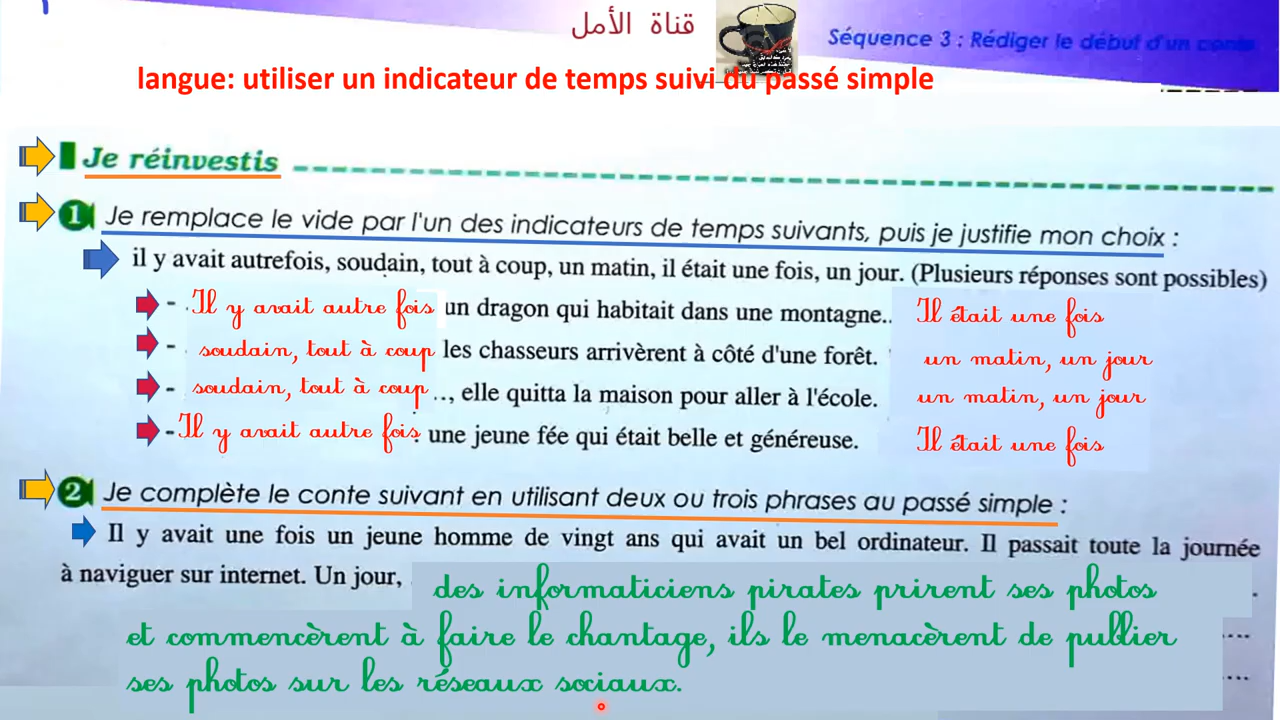 قناة الأمل
Séquence 3 : Rédiger le début d'un conte
langue: utiliser un indicateur de temps suivi du passé simple
Je réinvestis
1 Je remplace le vide par l'un des indicateurs de temps suivants, puis je justifie mon choix :
il y avait autrefois, soudain, tout à coup, un matin, il était une fois, un jour. (Plusieurs réponses sont possibles)
- . Il y avait autre fois un dragon qui habitait dans une montagne.. Il était une fois
- soudain, tout à coup les chasseurs arrivèrent à côté d'une forêt. un matin, un jour
- soudain, tout à coup .., elle quitta la maison pour aller à l'école. un matin, un jour
- Il y avait autre fois une jeune fée qui était belle et généreuse. Il était une fois
2 Je complète le conte suivant en utilisant deux ou trois phrases au passé simple :
Il y avait une fois un jeune homme de vingt ans qui avait un bel ordinateur. Il passait toute la journée
à naviguer sur internet. Un jour, des informaticiens pirates prirent ses photos
et commencèrent à faire le chantage, ils le menacèrent de publier
ses photos sur les réseaux sociaux.